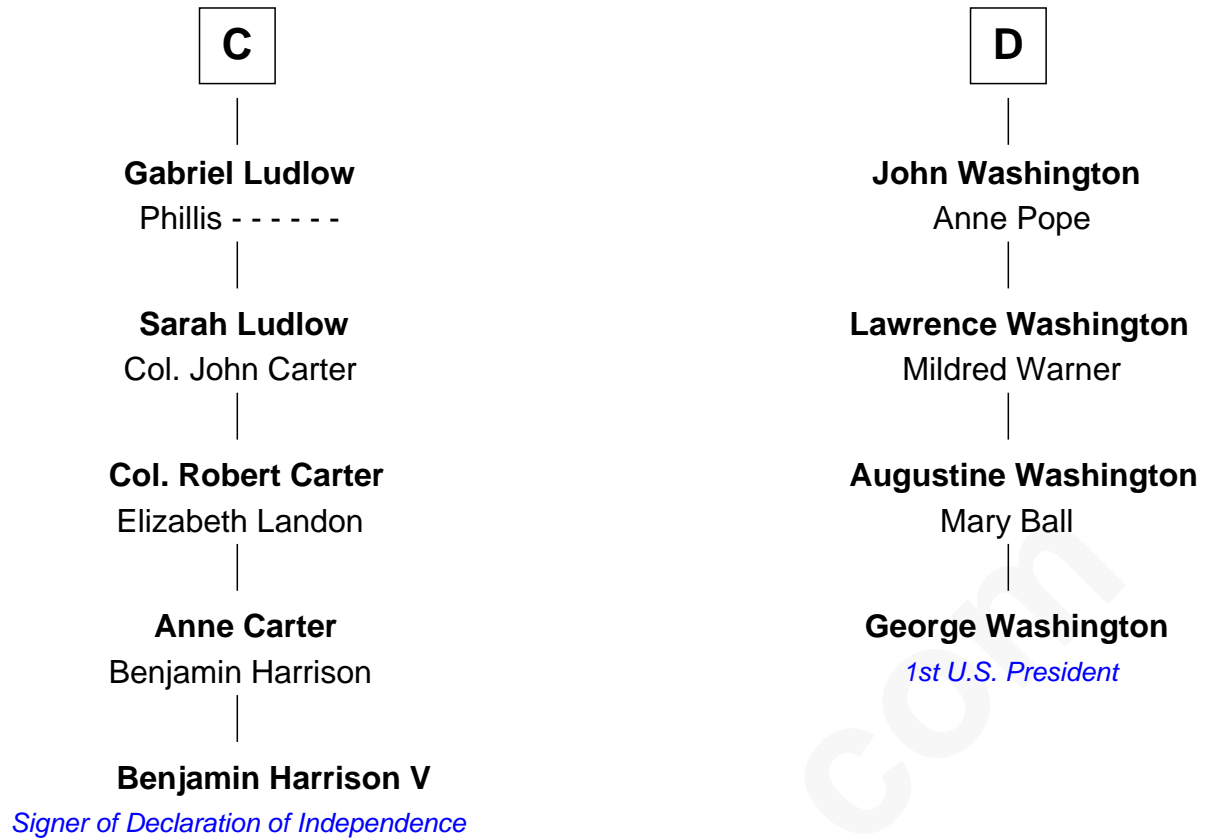 C
Gabriel Ludlow
Phillis - - - - - -
Sarah Ludlow
Col. John Carter
Col. Robert Carter
Elizabeth Landon
Anne Carter
Benjamin Harrison
Benjamin Harrison V
Signer of Declaration of Independence
D
John Washington
Anne Pope
Lawrence Washington
Mildred Warner
Augustine Washington
Mary Ball
George Washington
1st U.S. President
com